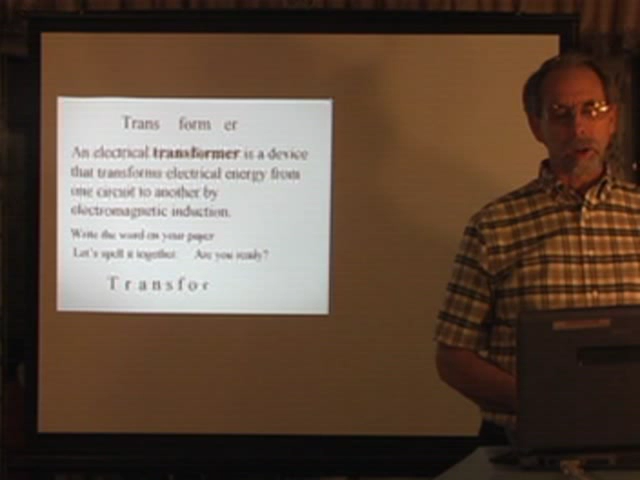 Trans form er
An electrical transformer is a device
that transforms electrical energy from
one circuit to another by
electromagnetic induction.
Write the word on your paper
Let's spell it together. Are you ready?
T r a n s f o r